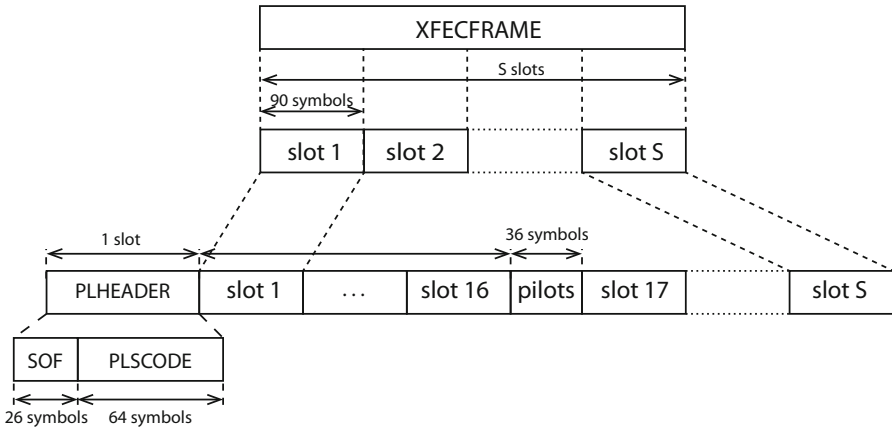 XFECFRAME
S slots
90 symbols
slot 1 slot 2 slot S
1 slot 36 symbols
PLHEADER slot 1 ... slot 16 pilots slot 17 slot S
SOF PLSCODE
26 symbols 64 symbols